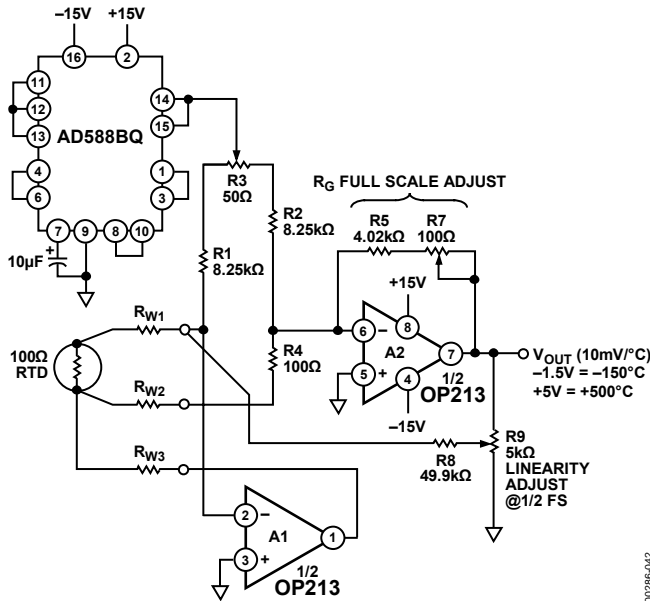 –15V +15V
16 2
11
12
13
14
15
AD588BQ
4
6
1
3
7 9 8 10
10µF +
R3
50Ω
R2
8.25kΩ
R1
8.25kΩ
RG FULL SCALE ADJUST
R5
4.02kΩ
R7
100Ω
+15V
6 –
8
A2
7
5 +
4
1/2
OP213
–15V
VOUT (10mV/°C)
–1.5V = –150°C
+5V = +500°C
RW1
100Ω
RTD
R4
100Ω
RW2
RW3
R8
49.9kΩ
R9
5kΩ
LINEARITY
ADJUST
@1/2 FS
2 –
A1
1
3 +
1/2
OP213
00286-042